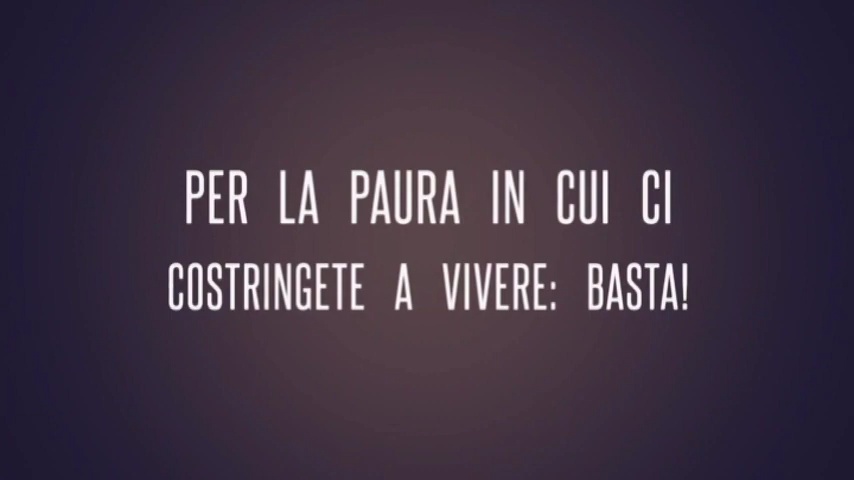 PER LA PAURA IN CUI CI
COSTRINGETE A VIVERE: BASTA!